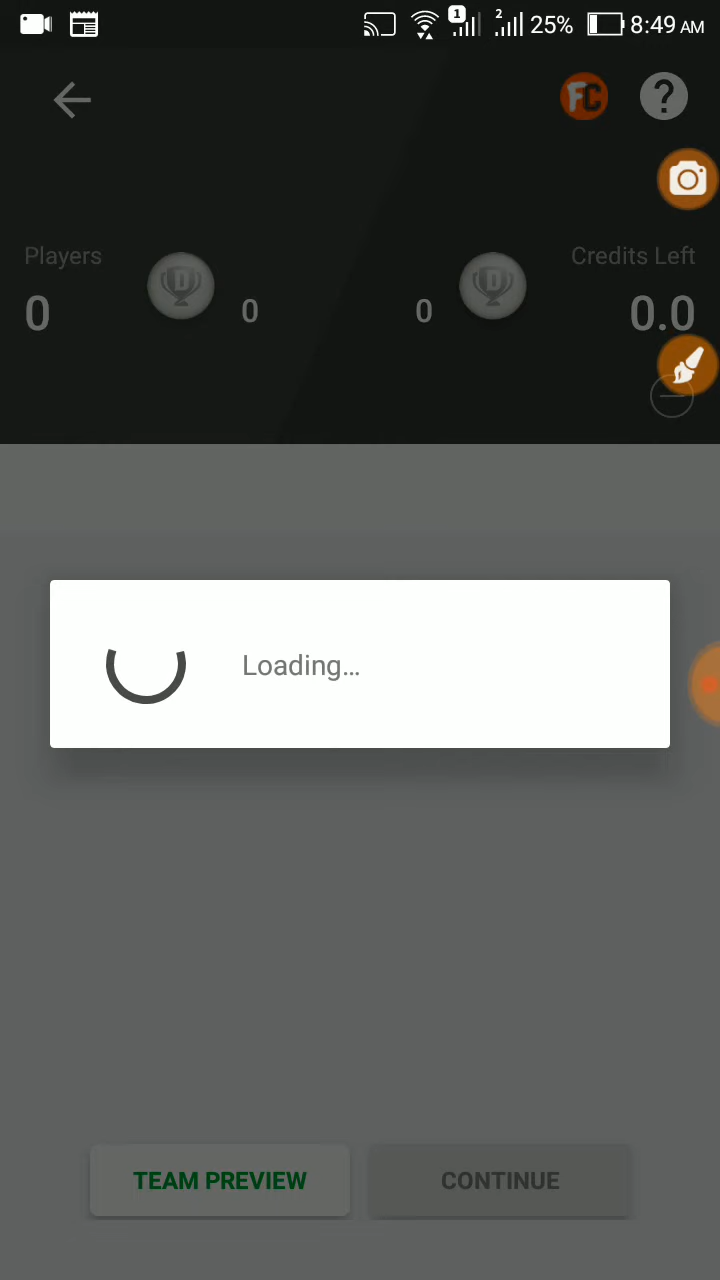 1 2 25% 8:49 AM
FC ?
Players Credits Left
0 0 0 0.0
Loading...
TEAM PREVIEW CONTINUE